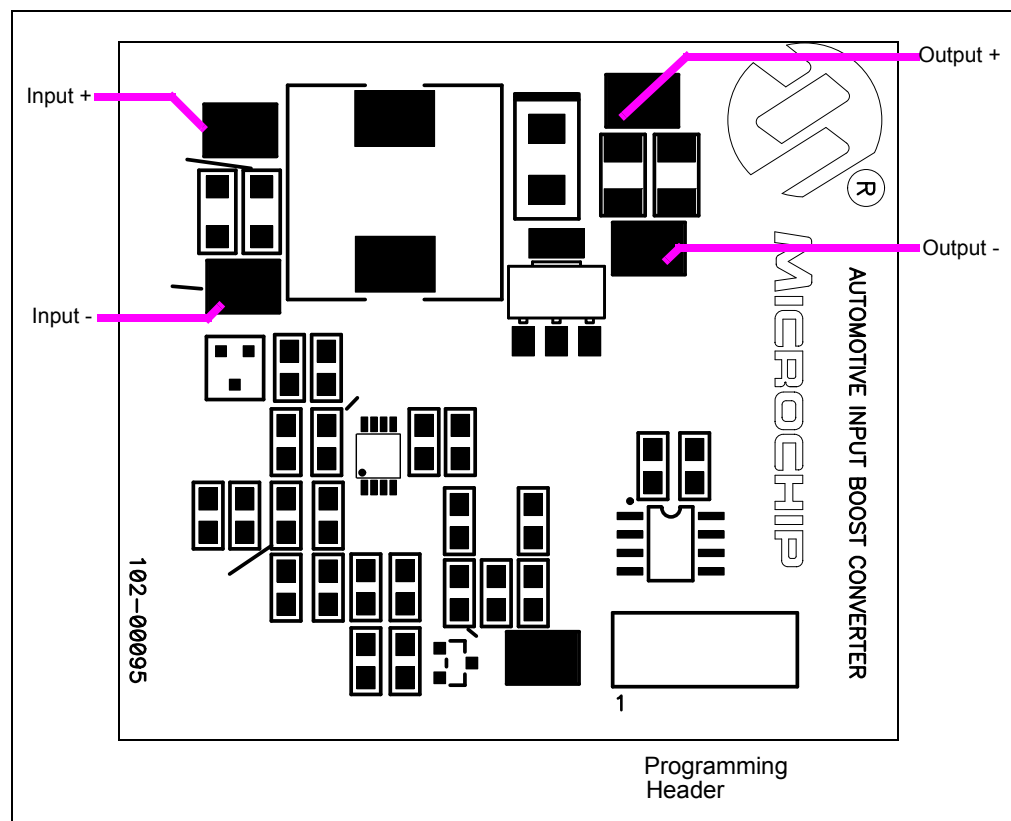 Output +
Input +
®
Output -
Input -
MICROCHIP
AUTOMOTIVE INPUT BOOST CONVERTER
102-00095
1
Programming
Header